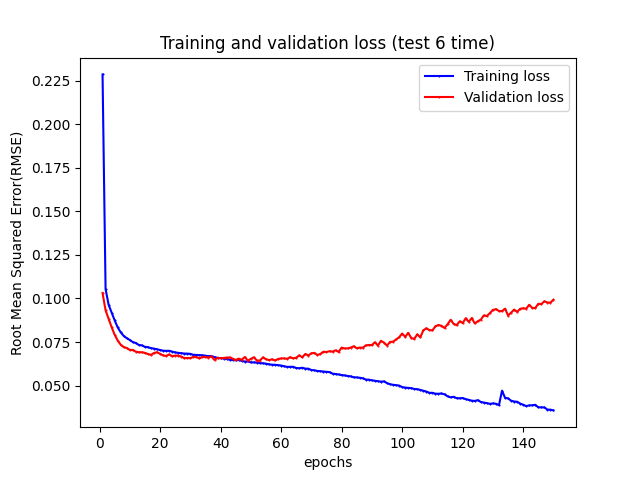 Training and validation loss (test 6 time)
Training loss
Validation loss
Root Mean Squared Error(RMSE)
0.225
0.200
0.175
0.150
0.125
0.100
0.075
0.050
0 20 40 60 80 100 120 140
epochs